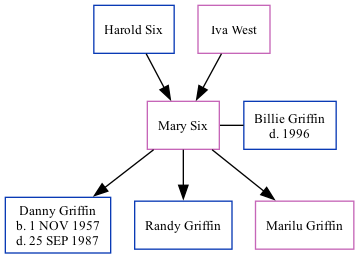 Harold Six
Iva West
Mary Six
Billie Griffin
d. 1996
Danny Griffin
b. 1 NOV 1957
d. 25 SEP 1987
Randy Griffin
Marilu Griffin